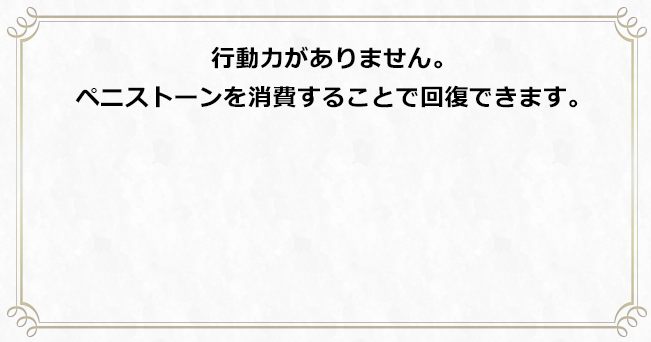 行動力がありません。
ペニストーンを消費することで回復できます。